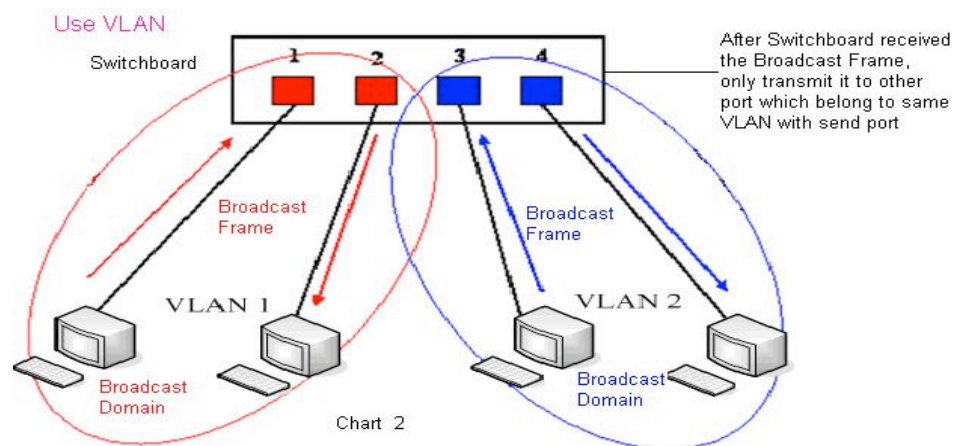 Use VLAN
Switchboard
1 2 3 4
After Switchboard received
the Broadcast Frame,
only transmit it to other
port which belong to same
VLAN with send port
Broadcast
Frame
Broadcast
Frame
VLAN 1
VLAN 2
Broadcast
Domain
Broadcast
Domain
Chart 2